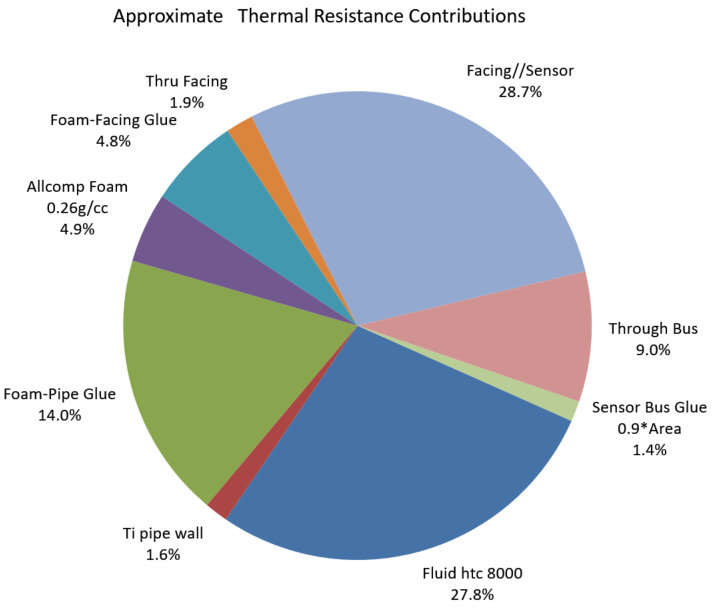 Approximate Thermal Resistance Contributions
Facing//Sensor
28.7%
Thru Facing
1.9%
Foam-Facing Glue
4.8%
Allcomp Foam
0.26g/cc
4.9%
Through Bus
9.0%
Foam-Pipe Glue
14.0%
Sensor Bus Glue
0.9*Area
1.4%
Ti pipe wall
1.6%
Fluid htc 8000
27.8%